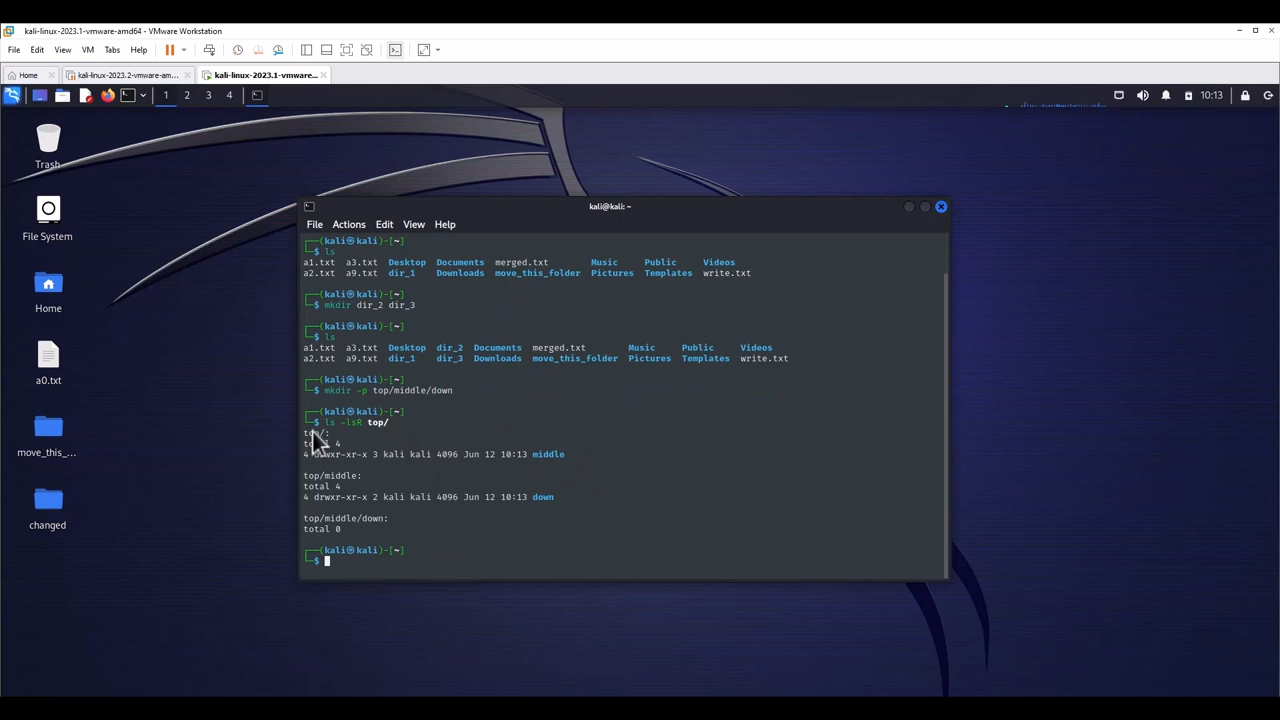 kali-linux-2023.1-vmware-amd64 - VMware Workstation
File Edit View VM Tabs Help
Home kali-linux-2023.2-vmware-am... kali-linux-2023.1-vmware...
1 2 3 4 10:13
Trash
File System
Home
a0.txt
move_this_...
changed
kali@kali: ~
File Actions Edit View Help
┌──(kali㉿kali)-[~]
└─$ ls
a1.txt a3.txt Desktop Documents merged.txt Music Public Videos
a2.txt a9.txt dir_1 Downloads move_this_folder Pictures Templates write.txt
┌──(kali㉿kali)-[~]
└─$ mkdir dir_2 dir_3
┌──(kali㉿kali)-[~]
└─$ ls
a1.txt a3.txt Desktop dir_2 Documents merged.txt Music Public Videos
a2.txt a9.txt dir_1 dir_3 Downloads move_this_folder Pictures Templates write.txt
┌──(kali㉿kali)-[~]
└─$ mkdir -p top/middle/down
┌──(kali㉿kali)-[~]
└─$ ls -lsR top/
top/:
total 4
4 drwxr-xr-x 3 kali kali 4096 Jun 12 10:13 middle
top/middle:
total 4
4 drwxr-xr-x 2 kali kali 4096 Jun 12 10:13 down
top/middle/down:
total 0
┌──(kali㉿kali)-[~]
└─$